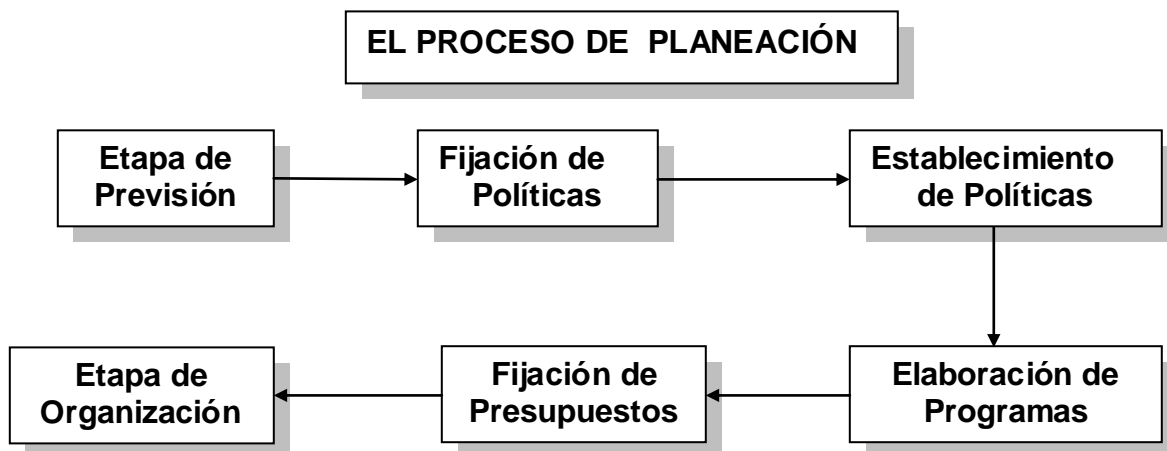 EL PROCESO DE PLANEACIÓN
Etapa de
Previsión
Fijación de
Políticas
Establecimiento
de Políticas
Elaboración de
Programas
Fijación de
Presupuestos
Etapa de
Organización